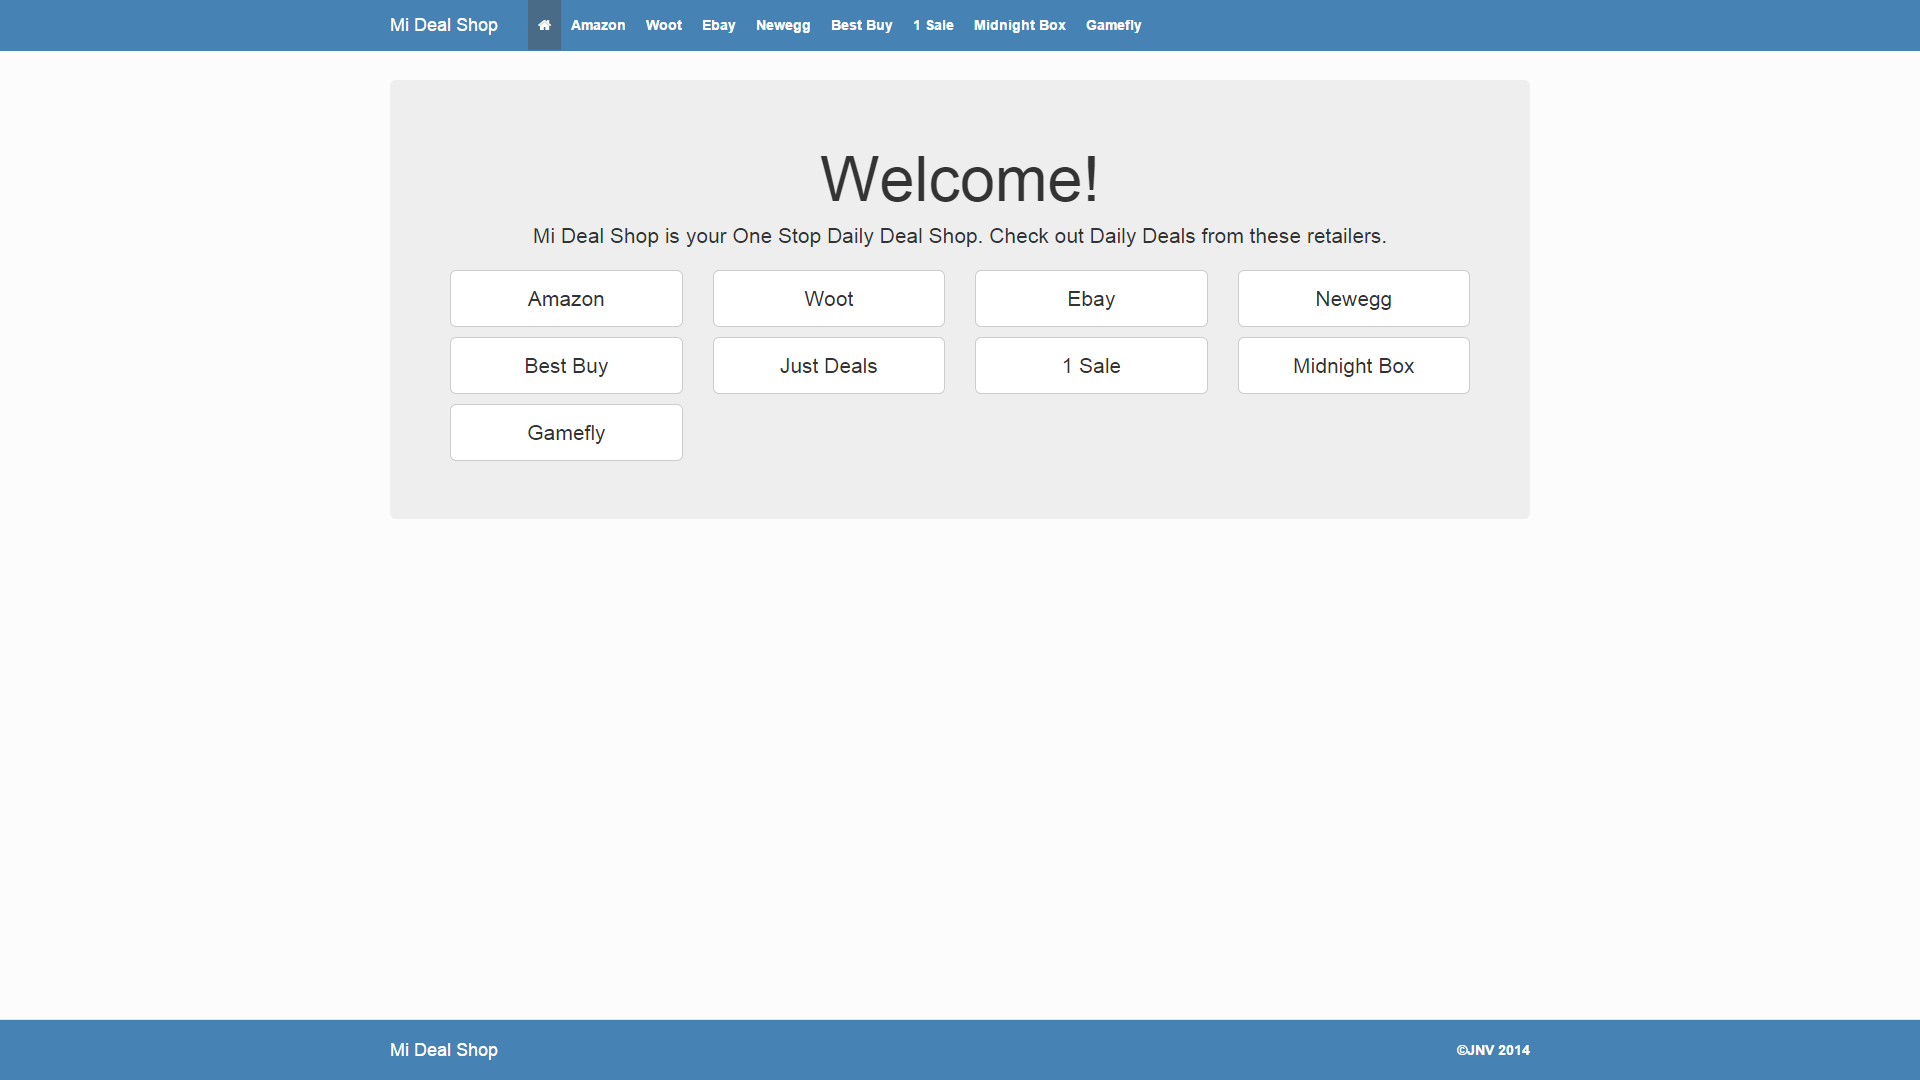 Mi Deal Shop Amazon Woot Ebay Newegg Best Buy 1 Sale Midnight Box Gamefly
Welcome!
Mi Deal Shop is your One Stop Daily Deal Shop. Check out Daily Deals from these retailers.
Amazon Woot Ebay Newegg
Best Buy Just Deals 1 Sale Midnight Box
Gamefly
Mi Deal Shop ©JNV 2014